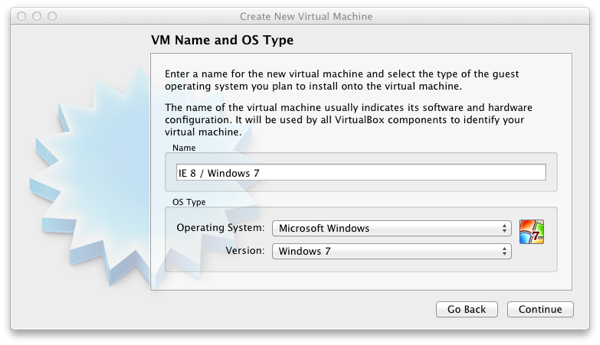 Create New Virtual Machine
VM Name and OS Type
Enter a name for the new virtual machine and select the type of the guest
operating system you plan to install onto the virtual machine.
The name of the virtual machine usually indicates its software and hardware
configuration. It will be used by all VirtualBox components to identify your
virtual machine.
Name
IE 8 / Windows 7
OS Type
Operating System: Microsoft Windows
7
Version: Windows 7
Go Back Continue